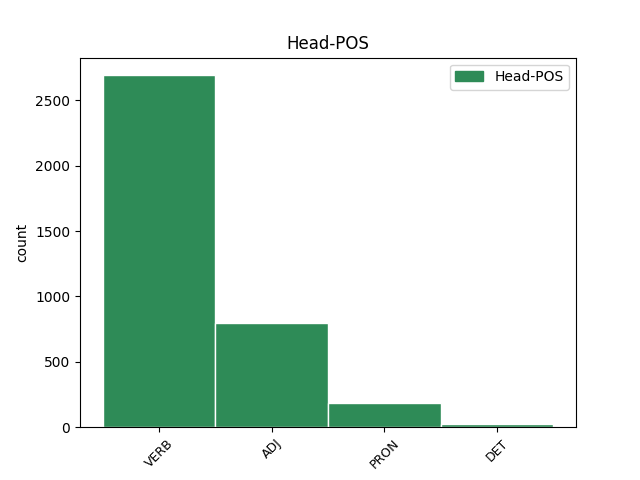 Head-POS
Head-POS
2500
2000
1500
1000
500
0
count
VERB
ADJ
PRON
DET